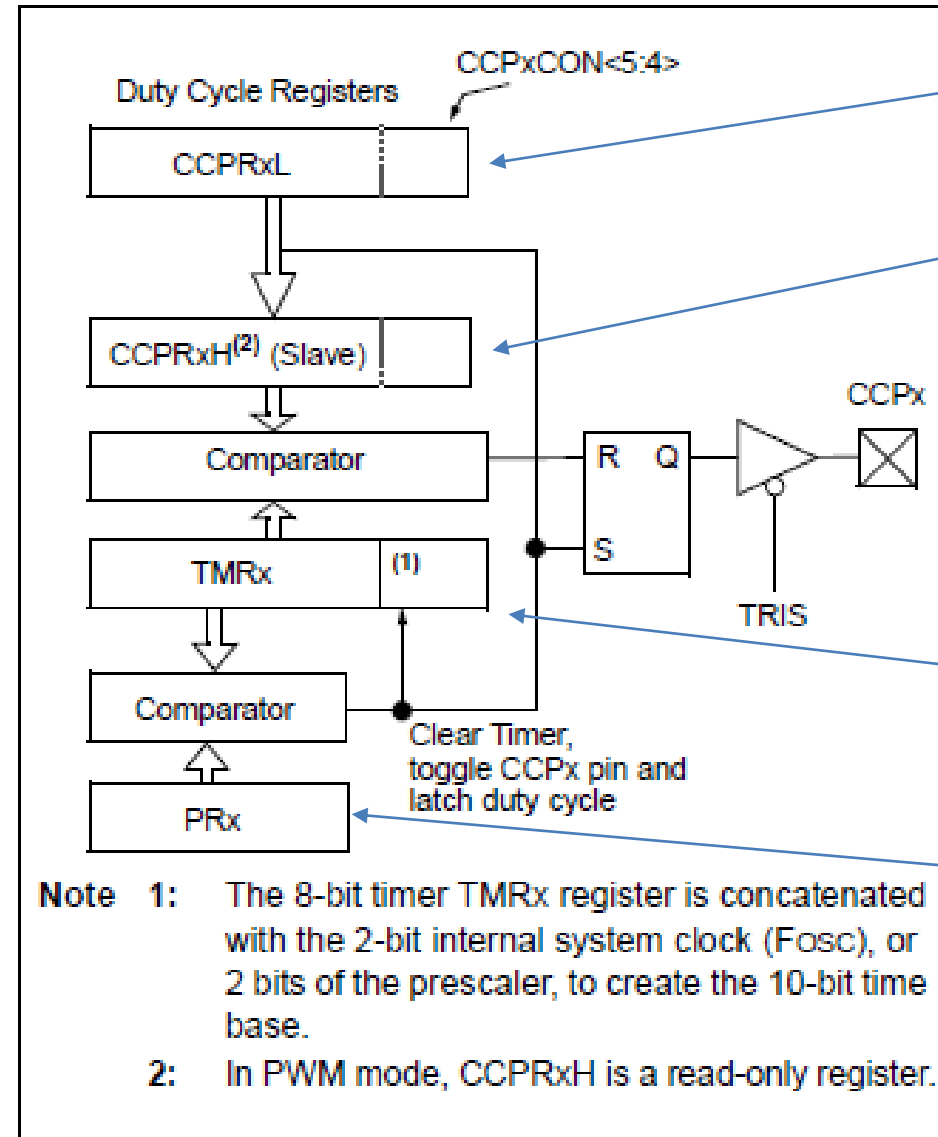 CCPxCON<5:4>
Duty Cycle Registers
CCPRxL
CCPRxH(2) (Slave)
CCPx
Comparator
R Q
S
TMRx (1)
TRIS
Comparator
Clear Timer,
toggle CCPx pin and
latch duty cycle
PRx
Note 1: The 8-bit timer TMRx register is concatenated
with the 2-bit internal system clock (FOSC), or
2 bits of the prescaler, to create the 10-bit time
base.
2: In PWM mode, CCPRxH is a read-only register.